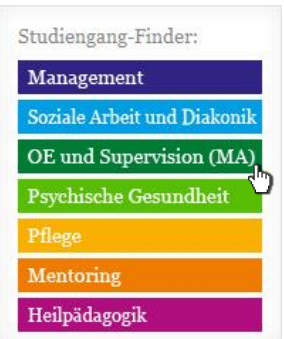 Studiengang-Finder:
Management
Soziale Arbeit und Diakonik
OE und Supervision (MA)
Psychische Gesundheit
Pflege
Mentoring
Heilpädagogik